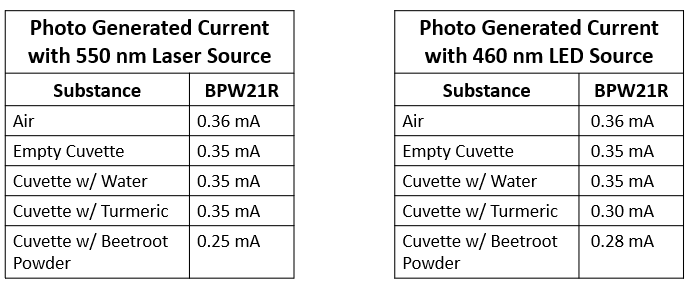 Photo Generated Current
with 550 nm Laser Source
Substance BPW21R
Air 0.36 mA
Empty Cuvette 0.35 mA
Cuvette w/ Water 0.35 mA
Cuvette w/ Turmeric 0.35 mA
Cuvette w/ Beetroot 0.25 mA
Powder
Photo Generated Current
with 460 nm LED Source
Substance BPW21R
Air 0.36 mA
Empty Cuvette 0.35 mA
Cuvette w/ Water 0.35 mA
Cuvette w/ Turmeric 0.30 mA
Cuvette w/ Beetroot 0.28 mA
Powder